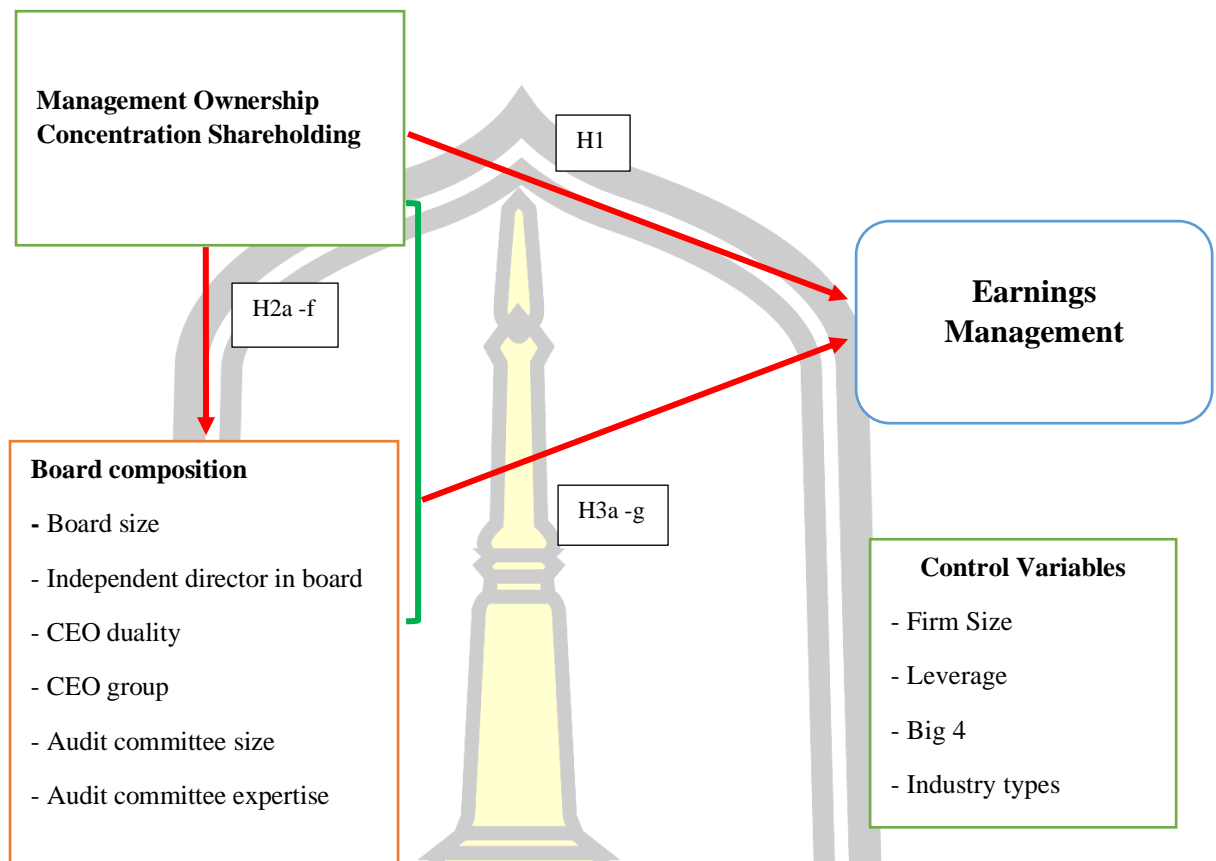 Management Ownership
Concentration Shareholding
H1
Earnings
Management
H2a -f
Board composition
- Board size
- Independent director in board
- CEO duality
- CEO group
- Audit committee size
- Audit committee expertise
H3a -g
Control Variables
- Firm Size
- Leverage
- Big 4
- Industry types